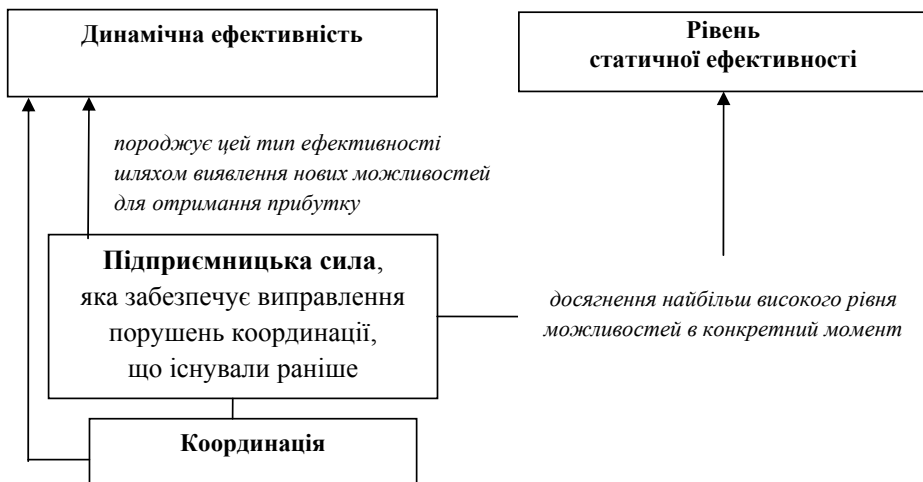 Динамічна ефективність
Рівень
статичної ефективності
породжує цей тип ефективності
шляхом виявлення нових можливостей
для отримання прибутку
Підприємницька сила,
яка забезпечує виправлення
порушень координації,
що існували раніше
досягнення найбільш високого рівня
можливостей в конкретний момент
Координація